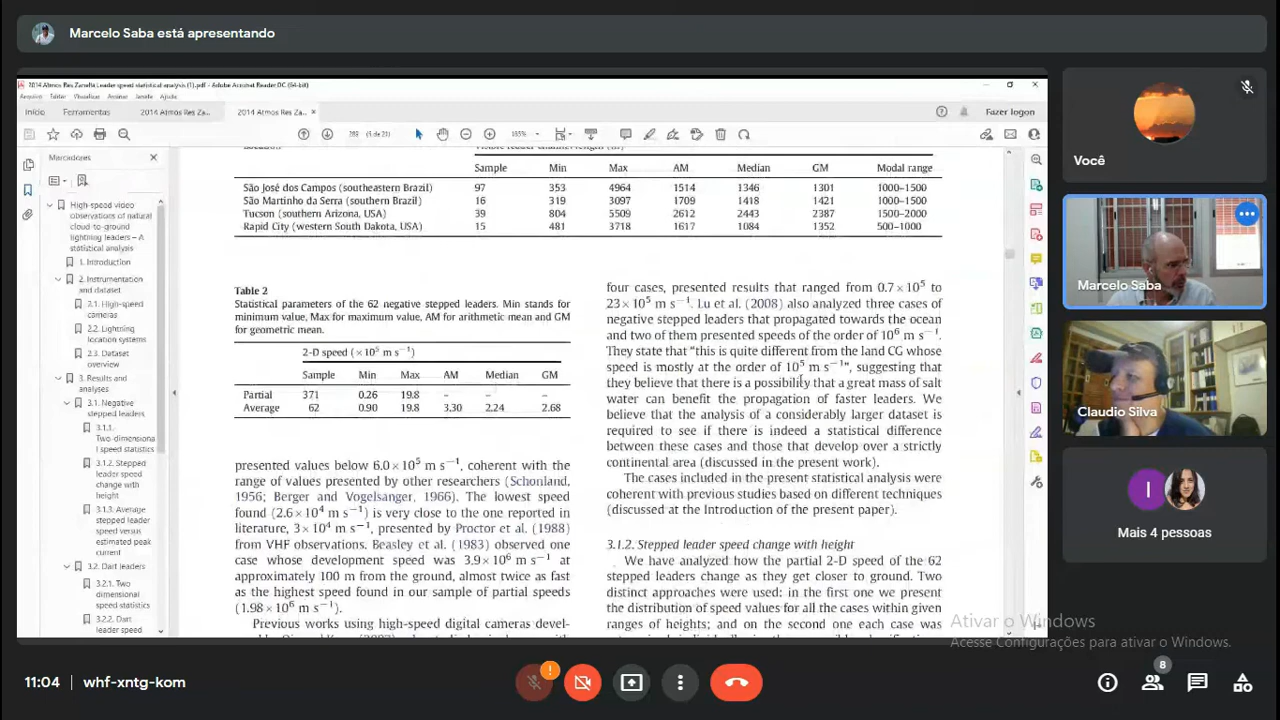 Marcelo Saba está apresentando
2014 Atmos Res Zanella Leader speed statistical analysis (1).pdf - Adobe Acrobat Reader DC (64-bit)
Arquivo Editar Visualizar Assinar Janela Ajuda
Início Ferramentas 2014 Atmos Res Za... 2014 Atmos Res Za... × Fazer logon
185%
Marcadores
High-speed video
observations of natural
cloud-to-ground
lightning leaders – A
statistical analysis
1. Introduction
2. Instrumentation
and dataset
2.1. High-speed
cameras
2.2. Lightning
location systems
2.3. Dataset
overview
3. Results and
analyses
3.1. Negative
stepped leaders
3.1.1.
Two-dimension
l speed statistics
3.1.2. Stepped
leader speed
change with
height
3.1.3. Average
stepped leader
speed versus
estimated peak
current
3.2. Dart leaders
3.2.1. Two
dimensional
speed statistics
3.2.2. Dart
leader speed
Sample Min Max AM Median GM Modal range
São José dos Campos (southeastern Brazil) 97 353 4964 1514 1346 1301 1000–1500
São Martinho da Serra (southern Brazil) 16 319 3097 1709 1418 1421 1000–1500
Tucson (southern Arizona, USA) 39 804 5509 2612 2443 2387 1500–2000
Rapid City (western South Dakota, USA) 15 481 3718 1617 1084 1352 500–1000
Table 2
Statistical parameters of the 62 negative stepped leaders. Min stands for
minimum value, Max for maximum value, AM for arithmetic mean and GM
for geometric mean.
2-D speed (×10⁵ m s⁻¹)
Sample Min Max AM Median GM
Partial 371 0.26 19.8 – – –
Average 62 0.90 19.8 3.30 2.24 2.68
presented values below 6.0×10⁵ m s⁻¹, coherent with the
range of values presented by other researchers (Schonland,
1956; Berger and Vogelsanger, 1966). The lowest speed
found (2.6×10⁴ m s⁻¹) is very close to the one reported in
literature, 3×10⁴ m s⁻¹, presented by Proctor et al. (1988)
from VHF observations. Beasley et al. (1983) observed one
case whose development speed was 3.9×10⁶ m s⁻¹ at
approximately 100 m from the ground, almost twice as fast
as the highest speed found in our sample of partial speeds
(1.98×10⁶ m s⁻¹).
Previous works using high-speed digital cameras devel-
four cases, presented results that ranged from 0.7×10⁵ to
23×10⁵ m s⁻¹. Lu et al. (2008) also analyzed three cases of
negative stepped leaders that propagated towards the ocean
and two of them presented speeds of the order of 10⁶ m s⁻¹.
They state that "this is quite different from the land CG whose
speed is mostly at the order of 10⁵ m s⁻¹", suggesting that
they believe that there is a possibility that a great mass of salt
water can benefit the propagation of faster leaders. We
believe that the analysis of a considerably larger dataset is
required to see if there is indeed a statistical difference
between these cases and those that develop over a strictly
continental area (discussed in the present work).
The cases included in the present statistical analysis were
coherent with previous studies based on different techniques
(discussed at the Introduction of the present paper).
3.1.2. Stepped leader speed change with height
We have analyzed how the partial 2-D speed of the 62
stepped leaders change as they get closer to ground. Two
distinct approaches were used: in the first one we present
the distribution of speed values for all the cases within given
ranges of heights; and on the second one each case was
Você
Marcelo Saba
Claudio Silva
I
Mais 4 pessoas
Ativar o Windows
Acesse Configurações para ativar o Windows.
11:04 | whf-xntg-kom
!
8